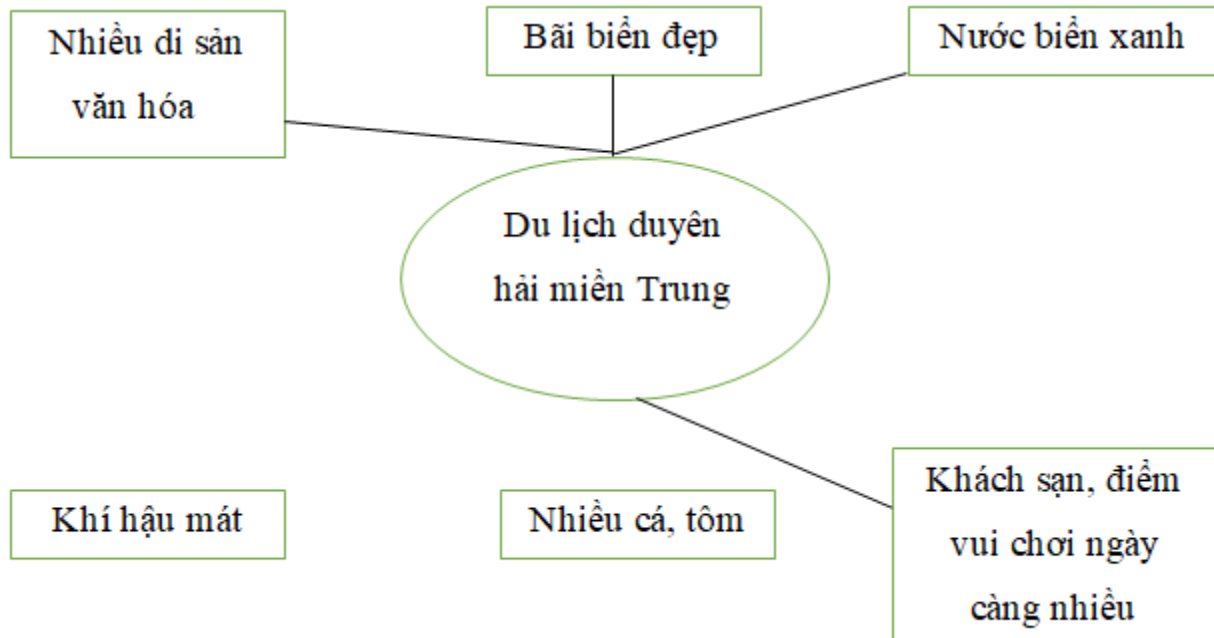 Nhiều di sản
văn hóa
Bãi biển đẹp
Nước biển xanh
Du lịch duyên
hải miền Trung
Khí hậu mát
Nhiều cá, tôm
Khách sạn, điểm
vui chơi ngày
càng nhiều